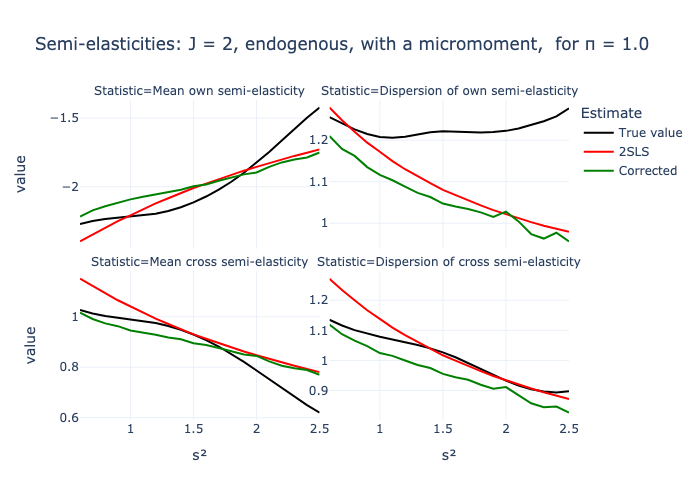 Semi-elasticities: J = 2, endogenous, with a micromoment,  for π = 1.0
Statistic=Mean own semi-elasticity
Statistic=Dispersion of own semi-elasticity
Estimate
True value
2SLS
Corrected
−1.5
−2
value
1.2
1.1
1
Statistic=Mean cross semi-elasticity
Statistic=Dispersion of cross semi-elasticity
1
0.8
0.6
value
1.2
1.1
1
0.9
1 1.5 2 2.5
1 1.5 2 2.5
s²
s²